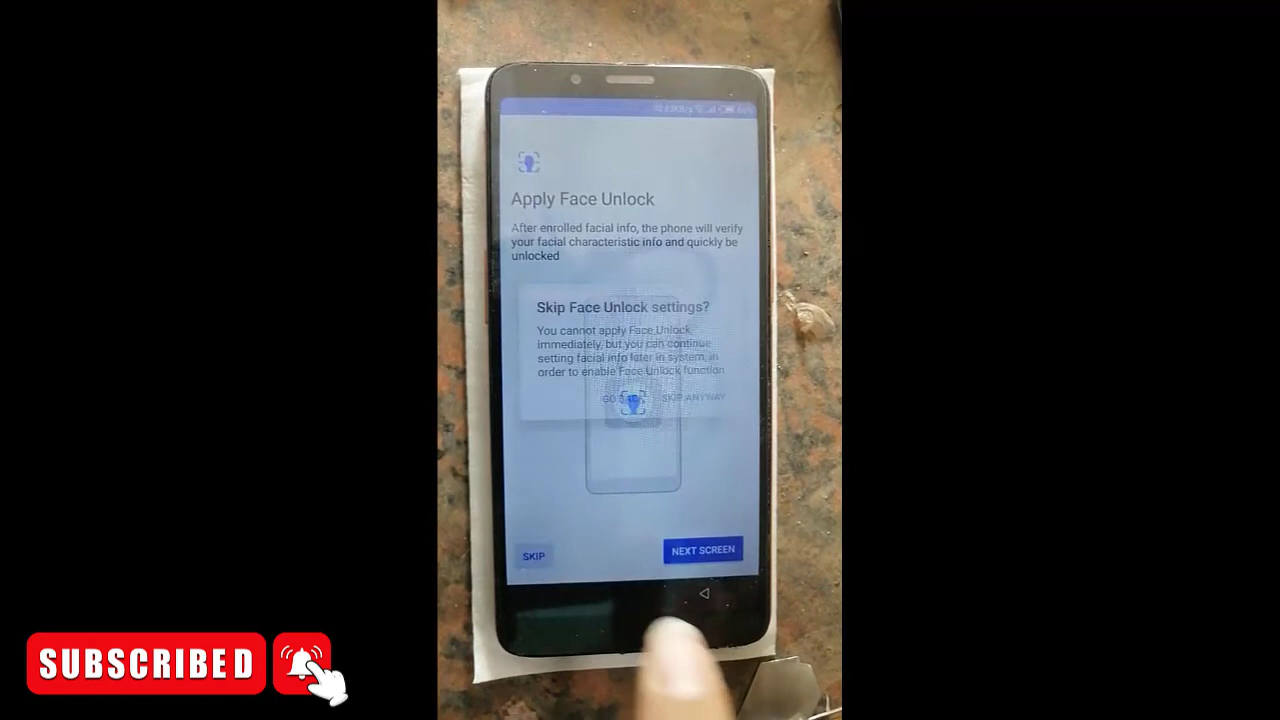 Apply Face Unlock
After enrolled facial info, the phone will verify
your facial characteristic info and quickly be
unlocked
Skip Face Unlock settings?
You cannot apply Face Unlock
immediately, but you can continue
setting facial info later in system, in
order to enable Face Unlock function
GO BACK SKIP ANYWAY
SKIP
NEXT SCREEN
SUBSCRIBED